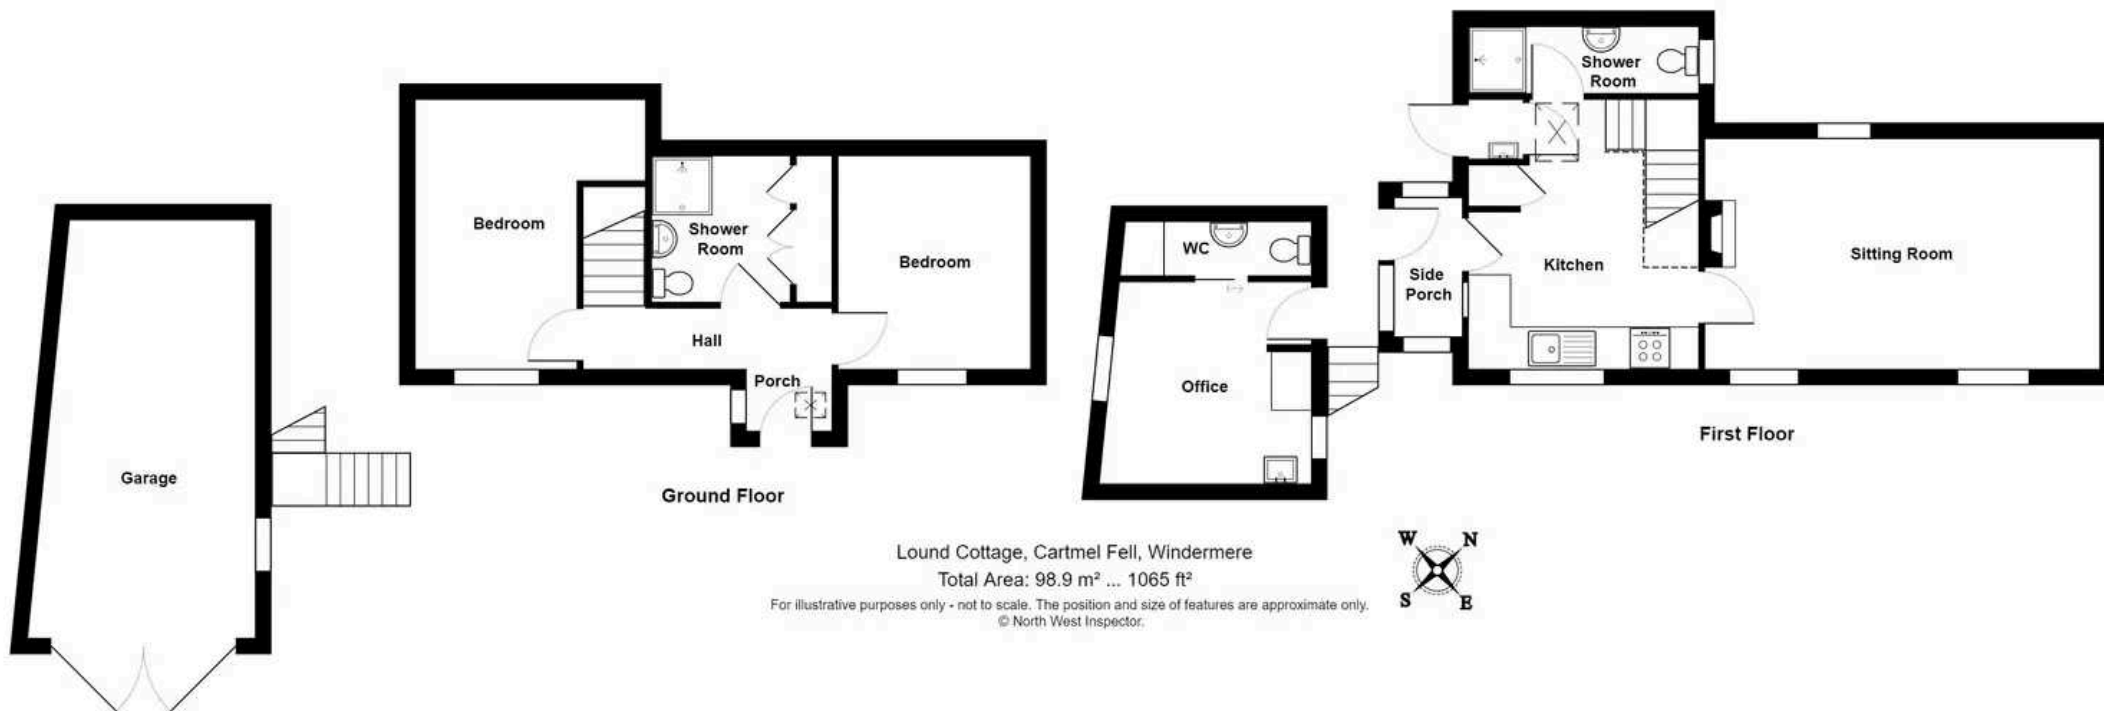 Bedroom
Shower
Room
Bedroom
Hall
Porch
Garage
Ground Floor
Shower
Room
WC
Side
Porch
Kitchen
Sitting Room
Office
First Floor
Lound Cottage, Cartmel Fell, Windermere
Total Area: 98.9 m² ... 1065 ft²
For illustrative purposes only - not to scale. The position and size of features are approximate only.
© North West Inspector.
W N
S E